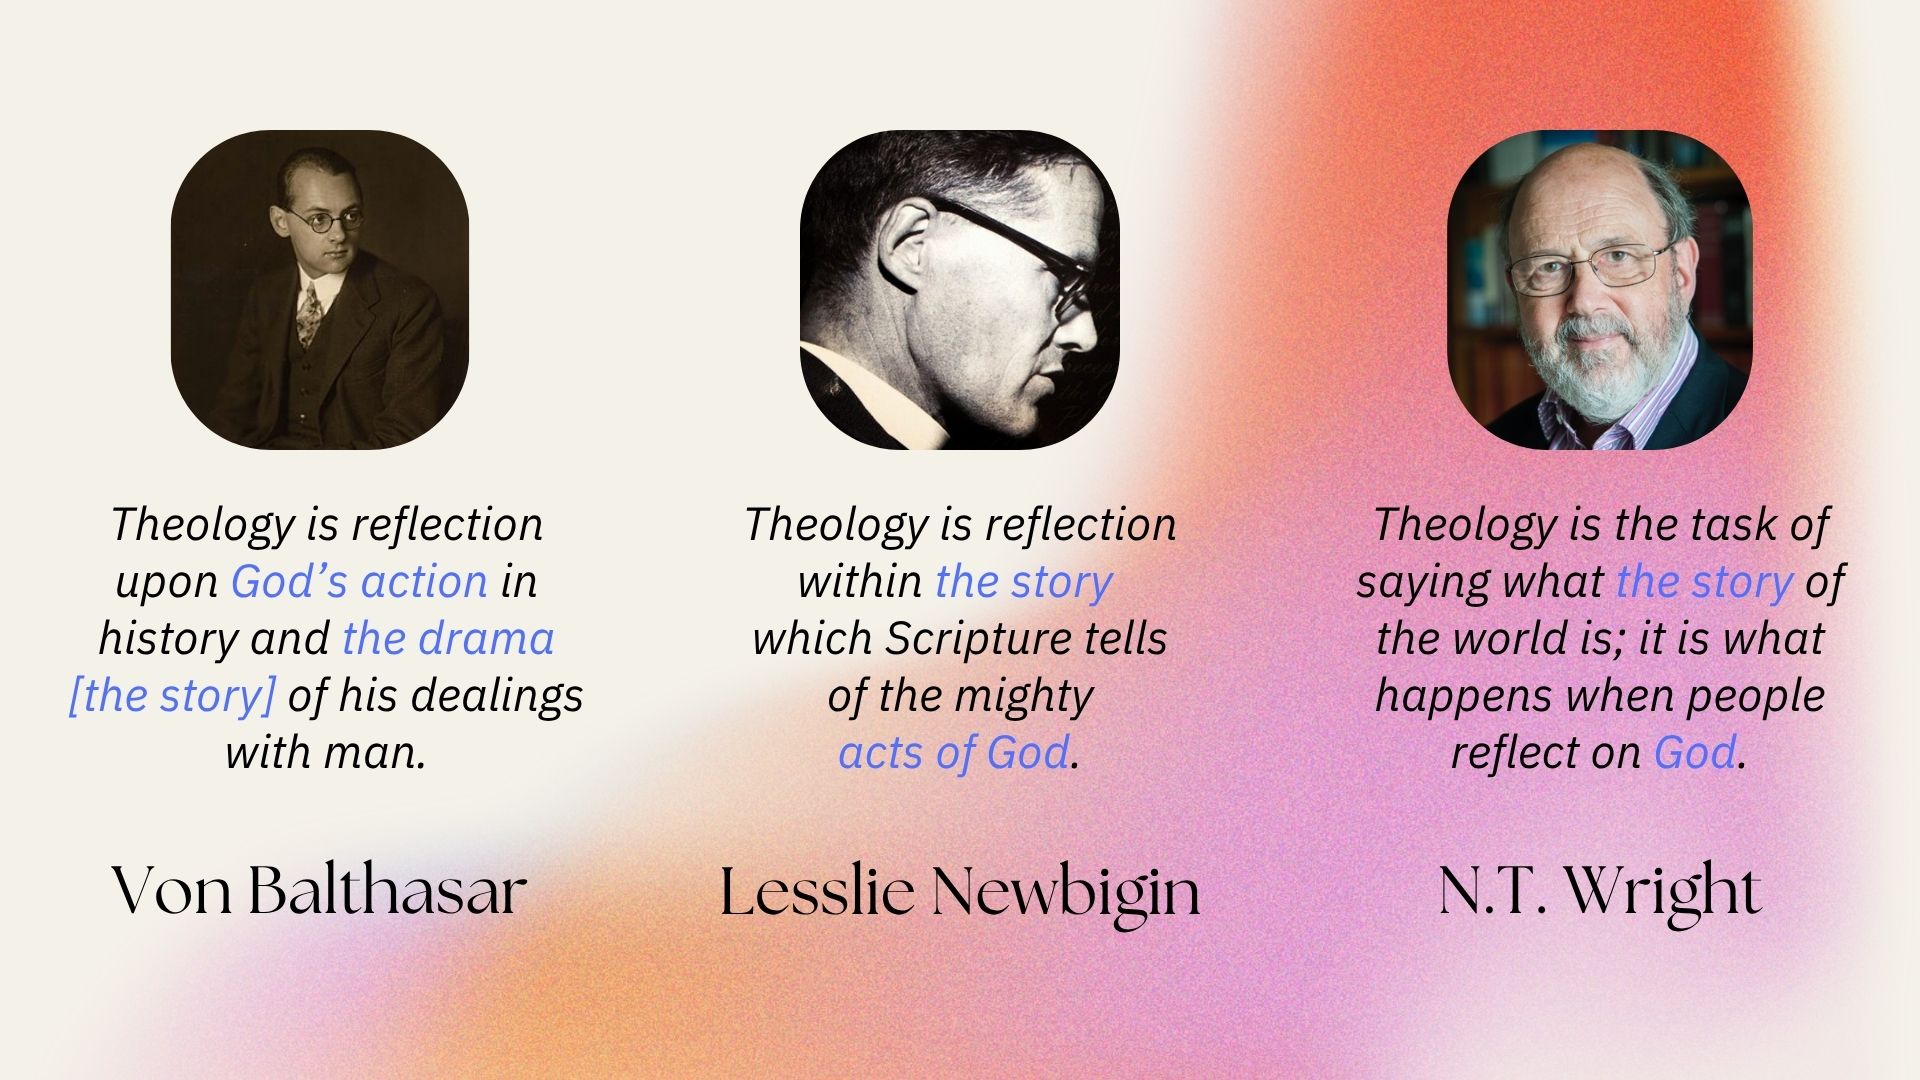 Theology is reflection
upon God’s action in
history and the drama
[the story] of his dealings
with man.
Von Balthasar
Theology is reflection
within the story
which Scripture tells
of the mighty
acts of God.
Lesslie Newbigin
Theology is the task of
saying what the story of
the world is; it is what
happens when people
reflect on God.
N.T. Wright